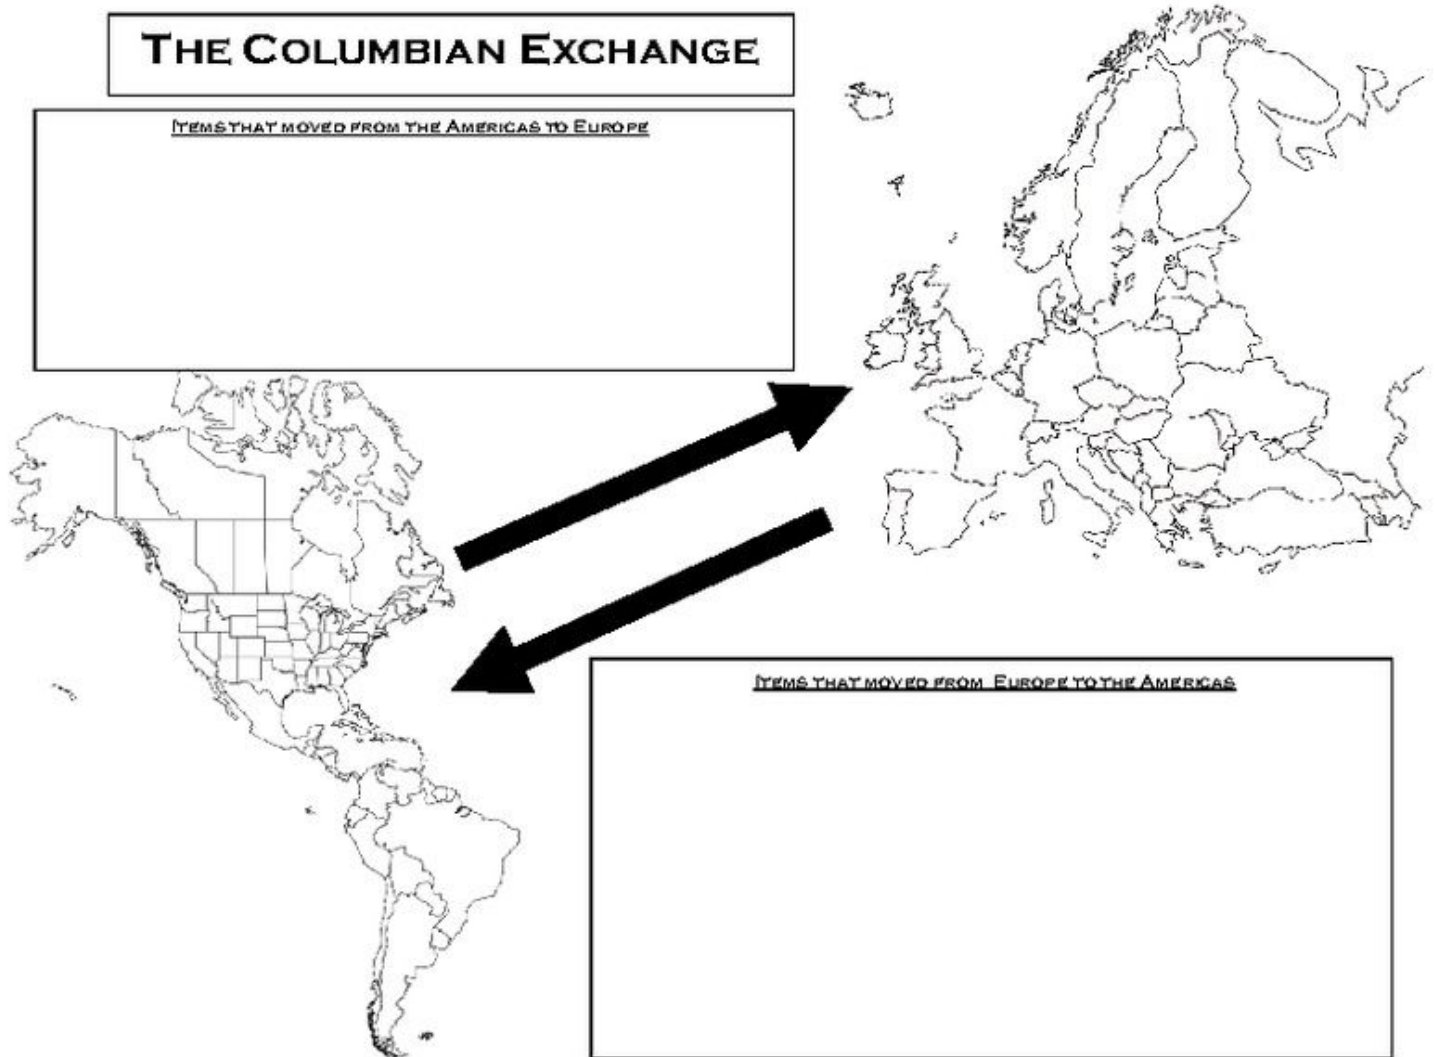 THE COLUMBIAN EXCHANGE
ITEMS THAT MOVED FROM THE AMERICAS TO EUROPE
ITEMS THAT MOVED FROM EUROPE TO THE AMERICAS